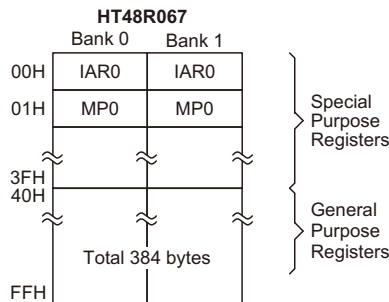 HT48R067
Bank 0 Bank 1
00H IAR0 IAR0
01H MP0 MP0
Special
Purpose
Registers
3FH
40H
General
Purpose
Registers
Total 384 bytes
FFH